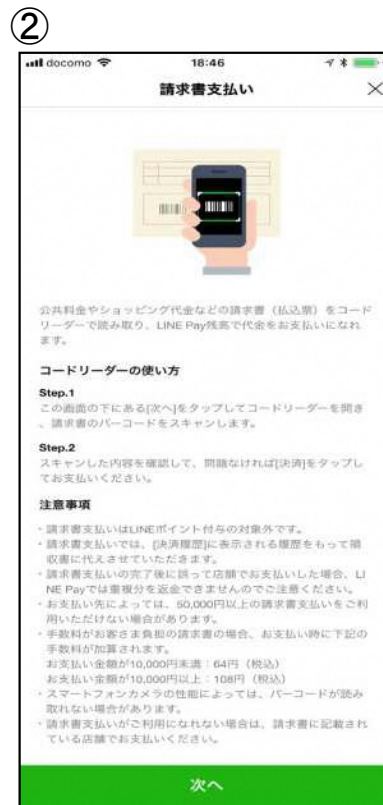 ②
docomo 18:46
請求書支払い
公共料金やショッピング代金などの請求書（払込票）をコード
リーダーで読み取り、LINE Pay残高で代金をお支払いになれ
ます。
コードリーダーの使い方
Step.1
この画面の下にある[次へ]をタップしてコードリーダーを開き
、請求書のバーコードをスキャンします。
Step.2
スキャンした内容を確認して、問題なければ[決済]をタップし
てお支払いください。
注意事項
・請求書支払いはLINEポイント付与の対象外です。
・請求書支払いでは、[決済履歴]に表示される履歴をもって領
収書に代えさせていただきます。
・請求書支払いの完了後に誤って店舗でお支払いした場合、LI
NE Payでは重複分を返金できませんのでご注意ください。
・お支払い先によっては、50,000円以上の請求書支払いをご利
用いただけない場合があります。
・手数料がお客さま負担の請求書の場合、お支払い時に下記の
手数料が加算されます。
お支払い金額が10,000円未満：64円（税込）
お支払い金額が10,000円以上：108円（税込）
・スマートフォンカメラの性能によっては、バーコードが読み
取れない場合があります。
・請求書支払いがご利用になれない場合は、請求書に記載され
ている店舗でお支払いください。
次へ